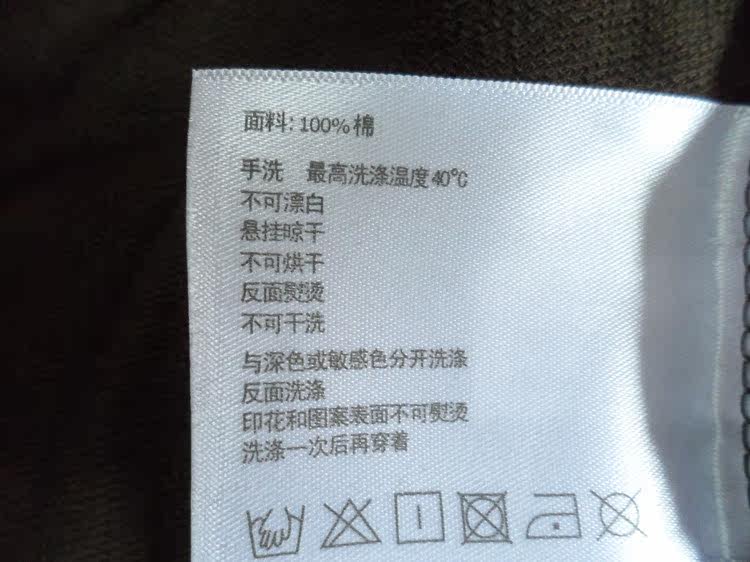 面料: 100% 棉
手洗 最高洗涤温度40℃
不可漂白
悬挂晾干
不可烘干
反面熨烫
不可干洗
与深色或敏感色分开洗涤
反面洗涤
印花和图案表面不可熨烫
洗涤一次后再穿着